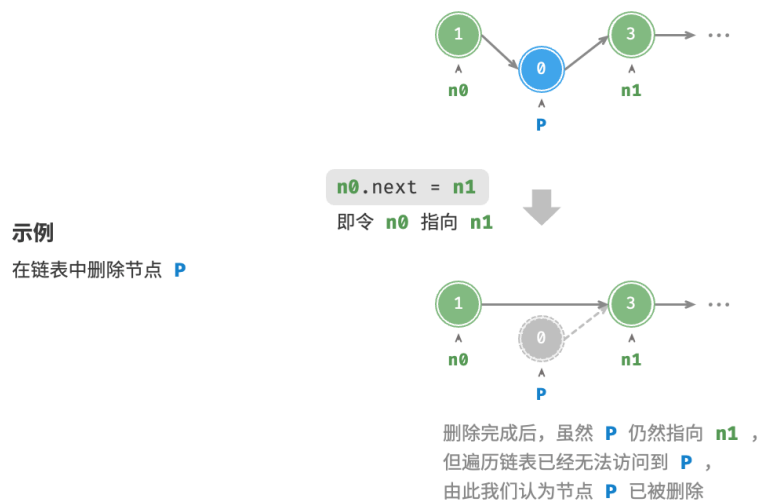 1
3
...
0
n0
n1
P
n0.next = n1
即令 n0 指向 n1
示例
在链表中删除节点 P
1
3
...
0
n0
n1
P
删除完成后，虽然 P 仍然指向 n1 ，
但遍历链表已经无法访问到 P ，
由此我们认为节点 P 已被删除